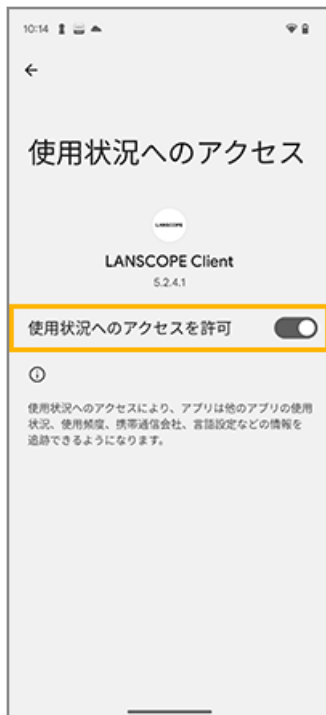 10:14
使用状況へのアクセス
LANSCOPE
LANSCOPE Client
5.2.4.1
使用状況へのアクセスを許可
使用状況へのアクセスにより、アプリは他のアプリの使用
状況、使用頻度、携帯通信会社、言語設定などの情報を
追跡できるようになります。